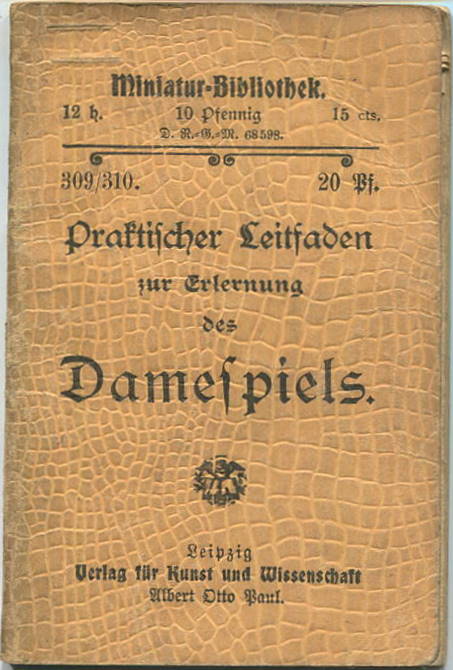 Miniatur-Bibliothek.
12 h. 10 Pfennig 15 cts.
D. R.-G.-M. 68598.
309/310. 20 Pf.
Praktiſcher Leitfaden
zur Erlernung
des
Dameſpiels.
Leipzig
Verlag für Kunst und Wissenschaft
Albert Otto Paul.